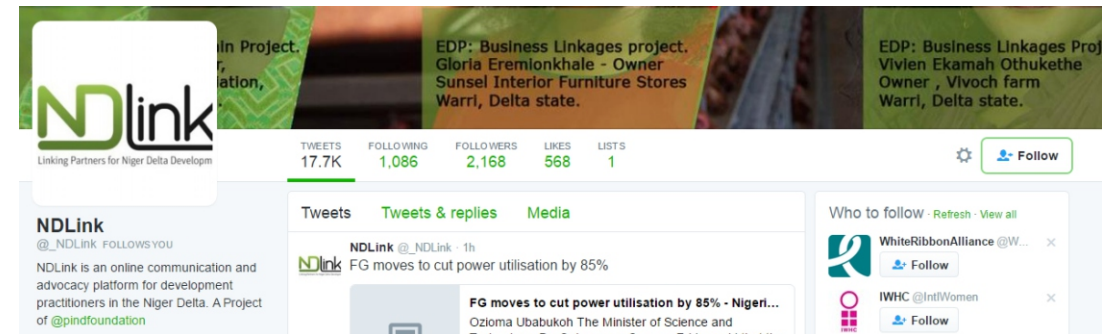 in Project.
ation,
EDP: Business Linkages project.
Gloria Eremionkhale - Owner
Sunsel Interior Furniture Stores
Warri, Delta state.
EDP: Business Linkages Proj
Vivien Ekamah Othukethe
Owner , Vivoch farm
Warri, Delta state.
NDlink
Linking Partners for Niger Delta Developm
TWEETS FOLLOWING FOLLOWERS LIKES LISTS
17.7K 1,086 2,168 568 1
Follow
NDLink
@_NDLink FOLLOWS YOU
NDLink is an online communication and
advocacy platform for development
practitioners in the Niger Delta. A Project
of @pindfoundation
Tweets Tweets & replies Media
NDLink @_NDLink · 1h
NDlink
FG moves to cut power utilisation by 85%
FG moves to cut power utilisation by 85% - Nigeri...
Ozioma Ubabukoh The Minister of Science and
Who to follow · Refresh · View all
WhiteRibbonAlliance @W...
Follow
IWHC @IntlWomen
Follow